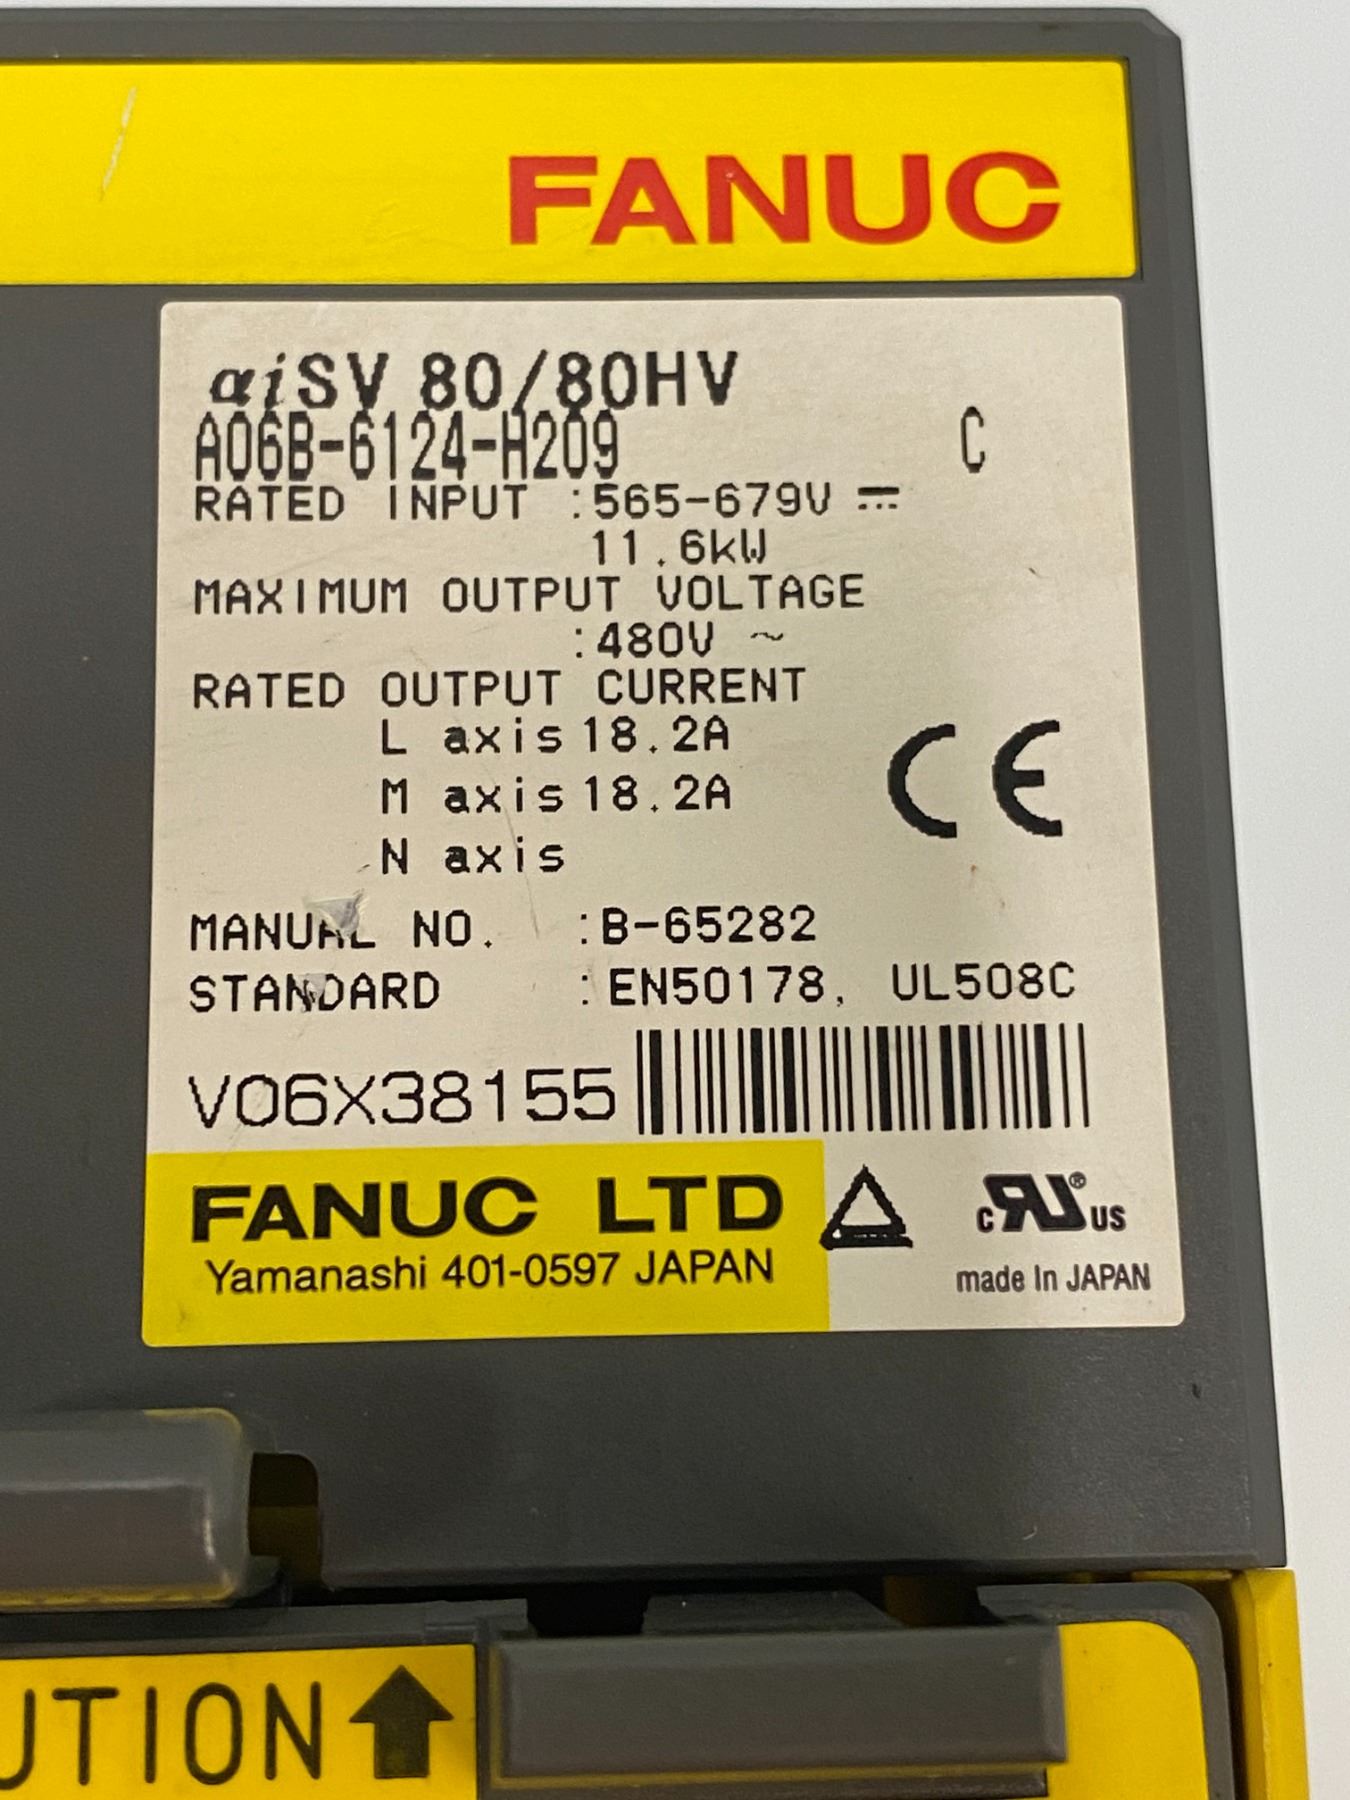 FANUC
αiSV 80/80HV
A06B-6124-H209 C
RATED INPUT :565-679V ⎓
11.6kW
MAXIMUM OUTPUT VOLTAGE
:480V ~
RATED OUTPUT CURRENT
L axis 18.2A
M axis 18.2A
N axis
CE
MANUAL NO. :B-65282
STANDARD :EN50178, UL508C
V06X38155
FANUC LTD
Yamanashi 401-0597 JAPAN
c RU ® US
made In JAPAN
UTION